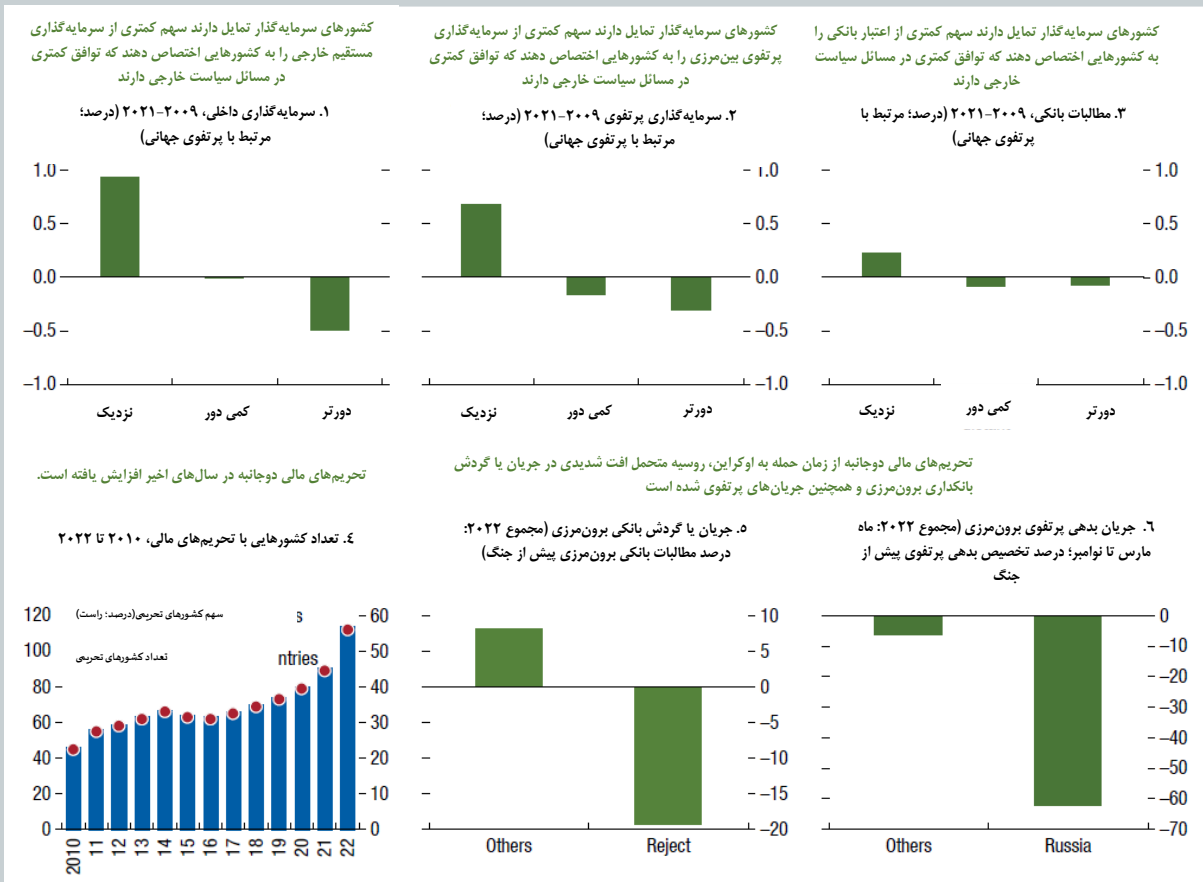 کشورهای سرمایه‌گذار تمایل دارند سهم کمتری از سرمایه‌گذاری
مستقیم خارجی را به کشورهایی اختصاص دهند که توافق کمتری
در مسائل سیاست خارجی دارند
۱. سرمایه‌گذاری داخلی، ۲۰۰۹-۲۰۲۱ (درصد؛
مرتبط با پرتفوی جهانی)
1.0
0.5
0.0
–0.5
–1.0
نزدیک
کمی دور
دورتر
کشورهای سرمایه‌گذار تمایل دارند سهم کمتری از سرمایه‌گذاری
پرتفوی بین‌مرزی را به کشورهایی اختصاص دهند که توافق کمتری
در مسائل سیاست خارجی دارند
۲. سرمایه‌گذاری پرتفوی ۲۰۰۹-۲۰۲۱ (درصد؛
مرتبط با پرتفوی جهانی)
1.0
0.5
0.0
–0.5
–1.0
نزدیک
کمی دور
دورتر
کشورهای سرمایه‌گذار تمایل دارند سهم کمتری از اعتبار بانکی را
به کشورهایی اختصاص دهند که توافق کمتری در مسائل سیاست
خارجی دارند
۳. مطالبات بانکی، ۲۰۰۹-۲۰۲۱ (درصد؛ مرتبط با
پرتفوی جهانی)
1.0
0.5
0.0
–0.5
–1.0
نزدیک
کمی دور
دورتر
تحریم‌های مالی دوجانبه در سال‌های اخیر افزایش یافته است.
٤. تعداد کشورهایی با تحریم‌های مالی، ۲۰۱۰ تا ۲۰۲۲
سهم کشورهای تحریمی(درصد؛ راست)
s
تعداد کشورهای تحریمی
ntries
120
100
80
60
40
20
0
60
50
40
30
20
10
0
2010 11 12 13 14 15 16 17 18 19 20 21 22
تحریم‌های مالی دوجانبه از زمان حمله به اوکراین، روسیه متحمل افت شدیدی در جریان یا گردش
بانکداری برون‌مرزی و همچنین جریان‌های پرتفوی شده است
۵. جریان یا گردش بانکی برون‌مرزی (مجموع ۲۰۲۲:
درصد مطالبات بانکی برون‌مرزی پیش از جنگ)
10
5
0
–5
–10
–15
–20
Others
Reject
٦. جریان بدهی پرتفوی برون‌مرزی (مجموع ۲۰۲۲: ماه
مارس تا نوامبر؛ درصد تخصیص بدهی پرتفوی پیش از
جنگ
0
–10
–20
–30
–40
–50
–60
–70
Others
Russia